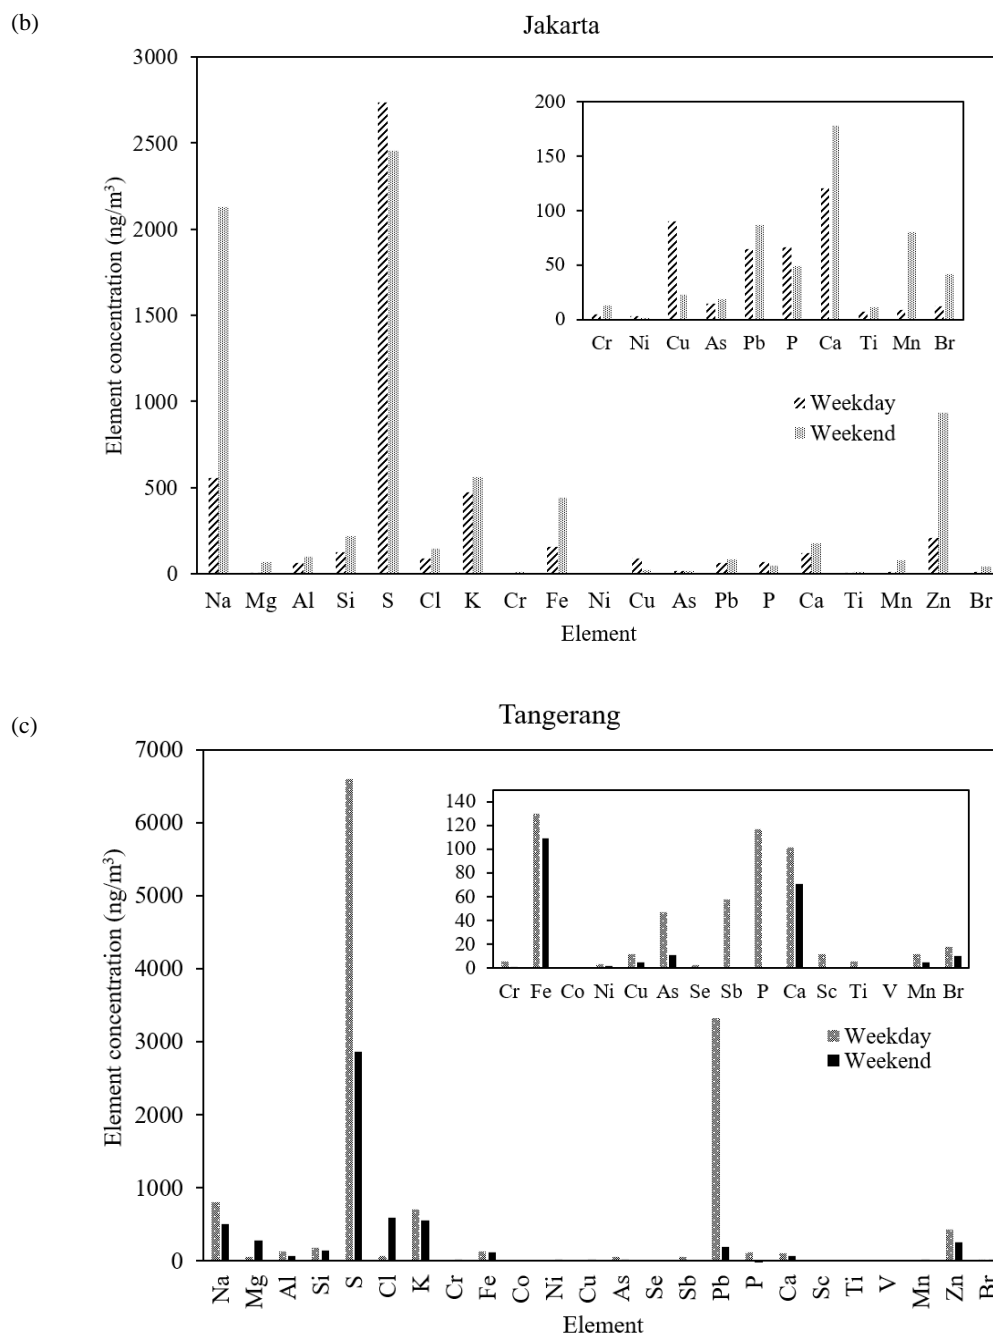 (b)
Jakarta
3000
2500
2000
1500
1000
500
0
Element concentration (ng/m³)
200
150
100
50
0
Cr Ni Cu As Pb P Ca Ti Mn Br
Weekday
Weekend
Na Mg Al Si S Cl K Cr Fe Ni Cu As Pb P Ca Ti Mn Zn Br
Element
(c)
Tangerang
7000
6000
5000
4000
3000
2000
1000
0
Element concentration (ng/m³)
140
120
100
80
60
40
20
0
Cr Fe Co Ni Cu As Se Sb P Ca Sc Ti V Mn Br
Weekday
Weekend
Na Mg Al Si S Cl K Cr Fe Co Ni Cu As Se Sb Pb P Ca Sc Ti V Mn Zn Br
Element